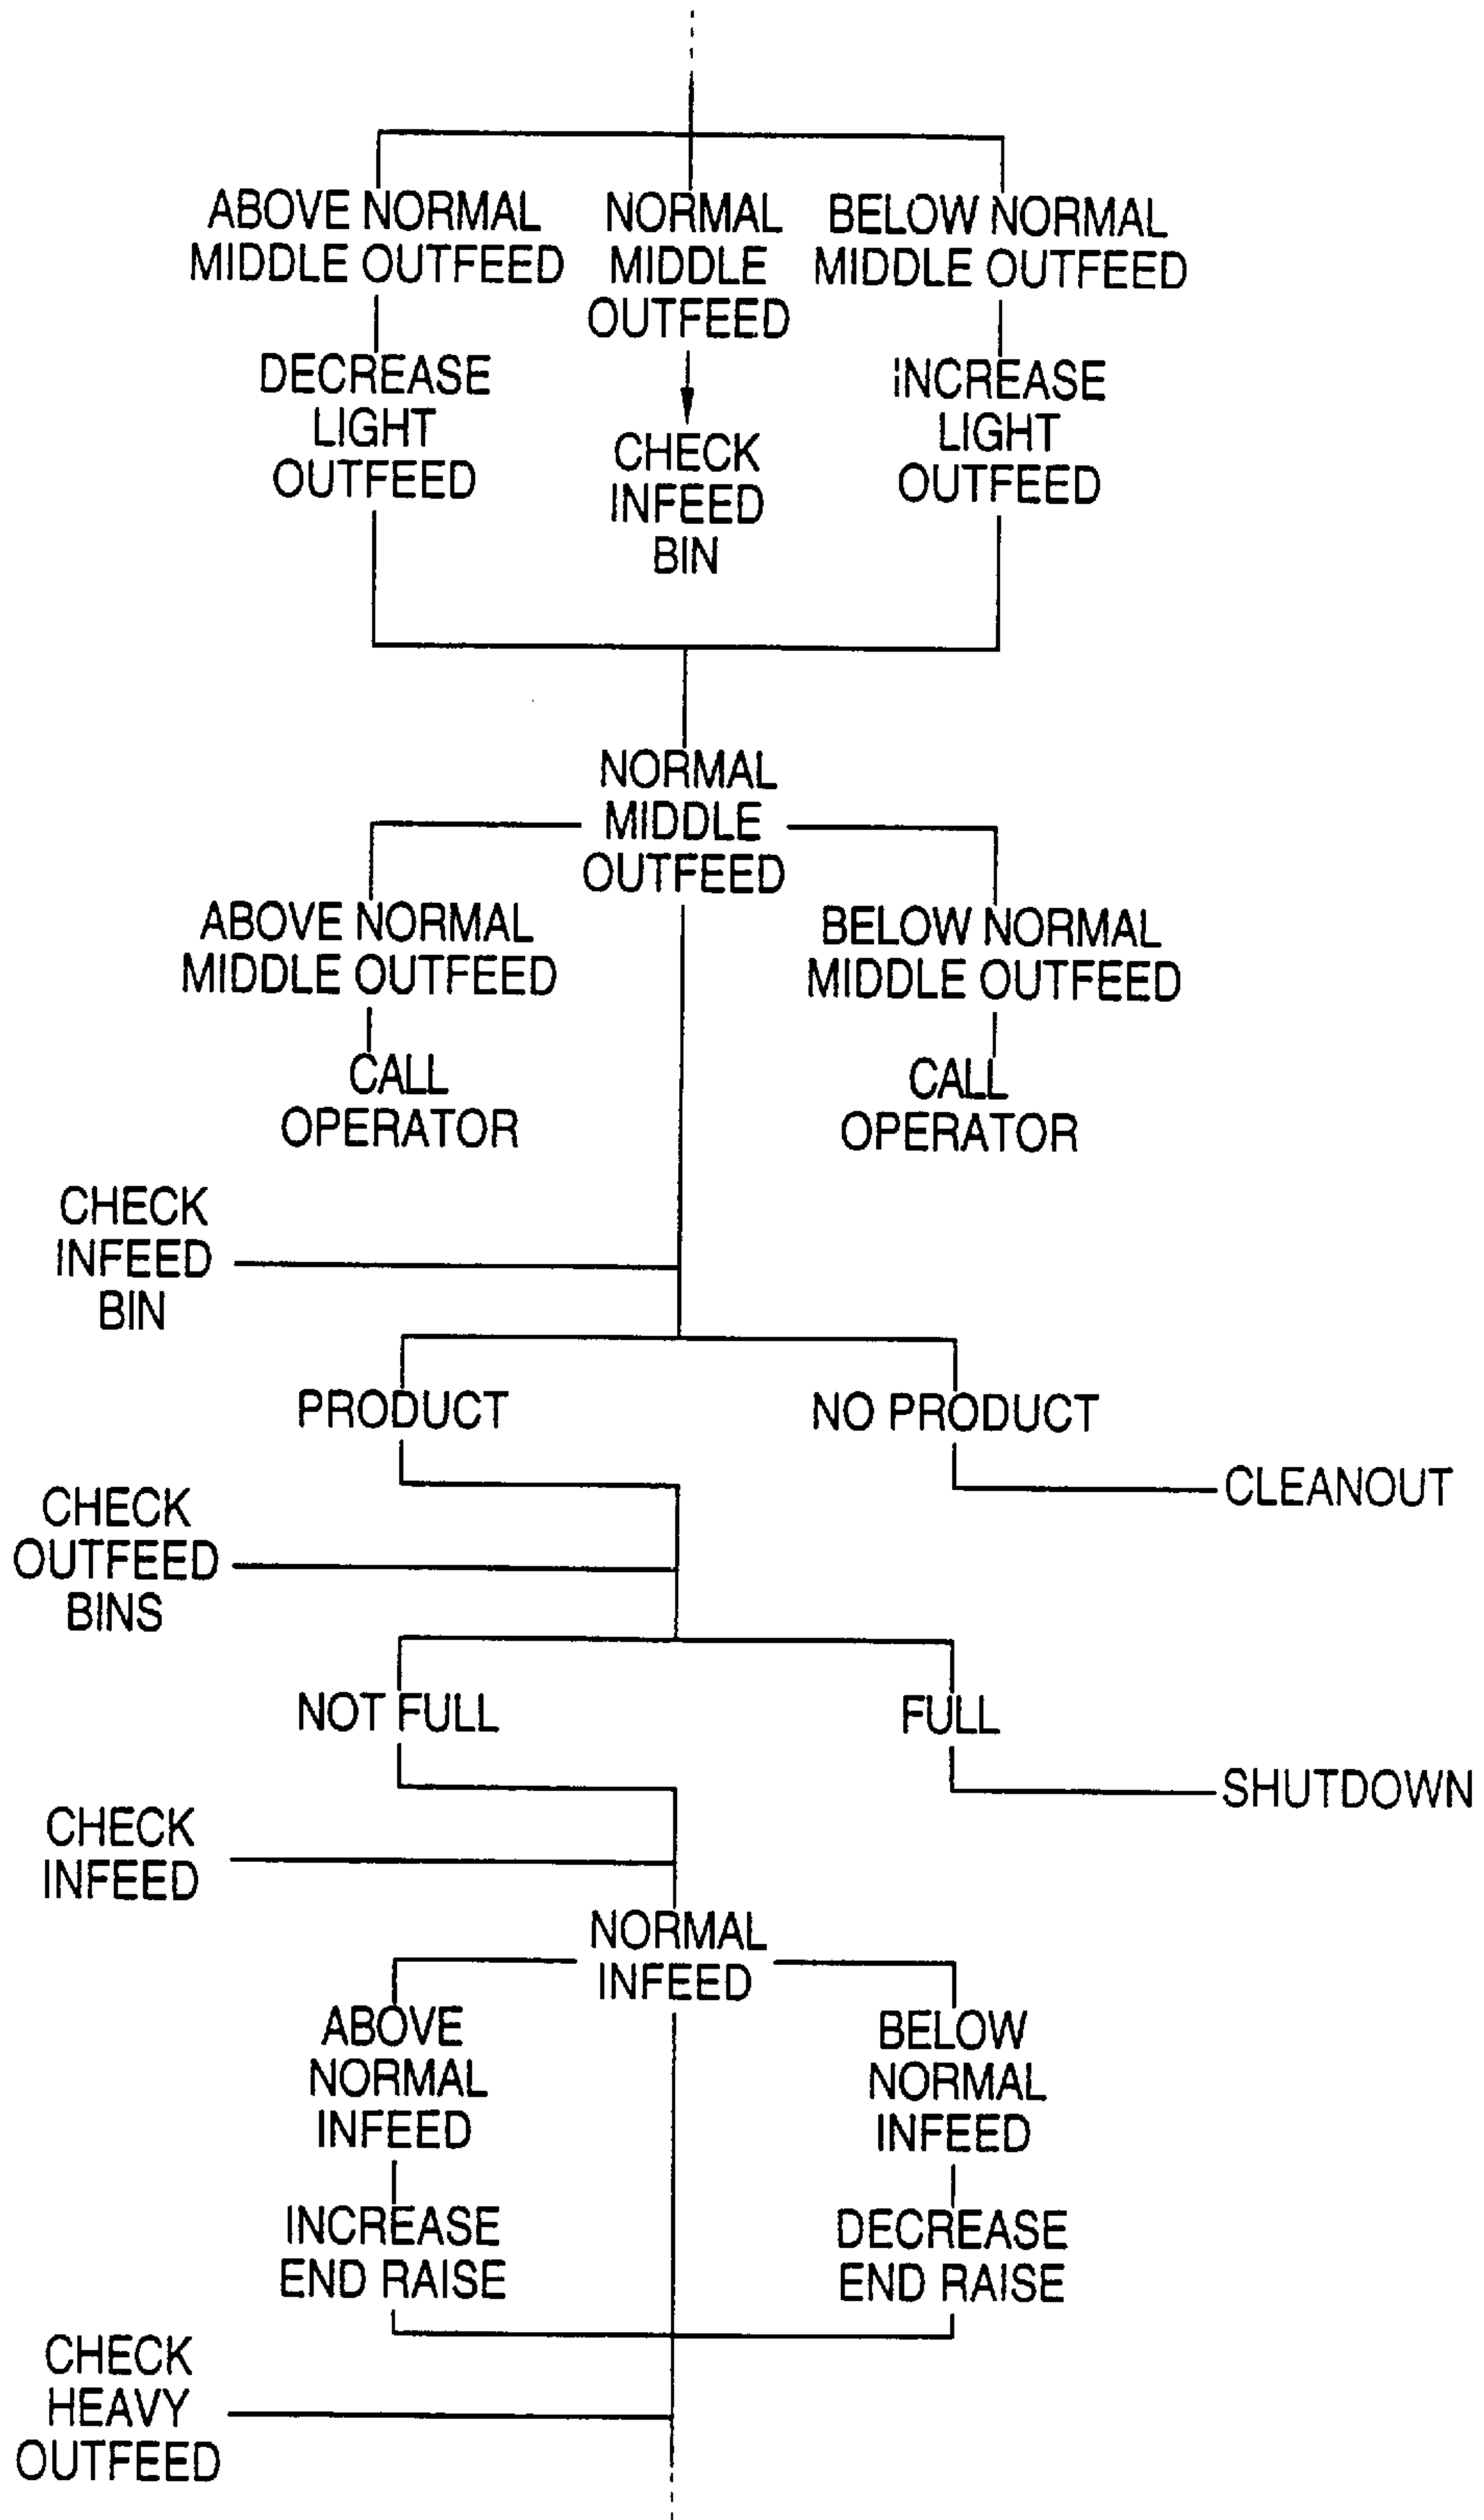 ABOVE NORMAL
MIDDLE OUTFEED
NORMAL
MIDDLE
OUTFEED
BELOW NORMAL
MIDDLE OUTFEED
DECREASE
LIGHT
OUTFEED
CHECK
INFEED
BIN
INCREASE
LIGHT
OUTFEED
NORMAL
MIDDLE
OUTFEED
ABOVE NORMAL
MIDDLE OUTFEED
BELOW NORMAL
MIDDLE OUTFEED
CALL
OPERATOR
CALL
OPERATOR
CHECK
INFEED
BIN
PRODUCT
NO PRODUCT
CLEANOUT
CHECK
OUTFEED
BINS
NOT FULL
FULL
SHUTDOWN
CHECK
INFEED
NORMAL
INFEED
ABOVE
NORMAL
INFEED
BELOW
NORMAL
INFEED
INCREASE
END RAISE
DECREASE
END RAISE
CHECK
HEAVY
OUTFEED